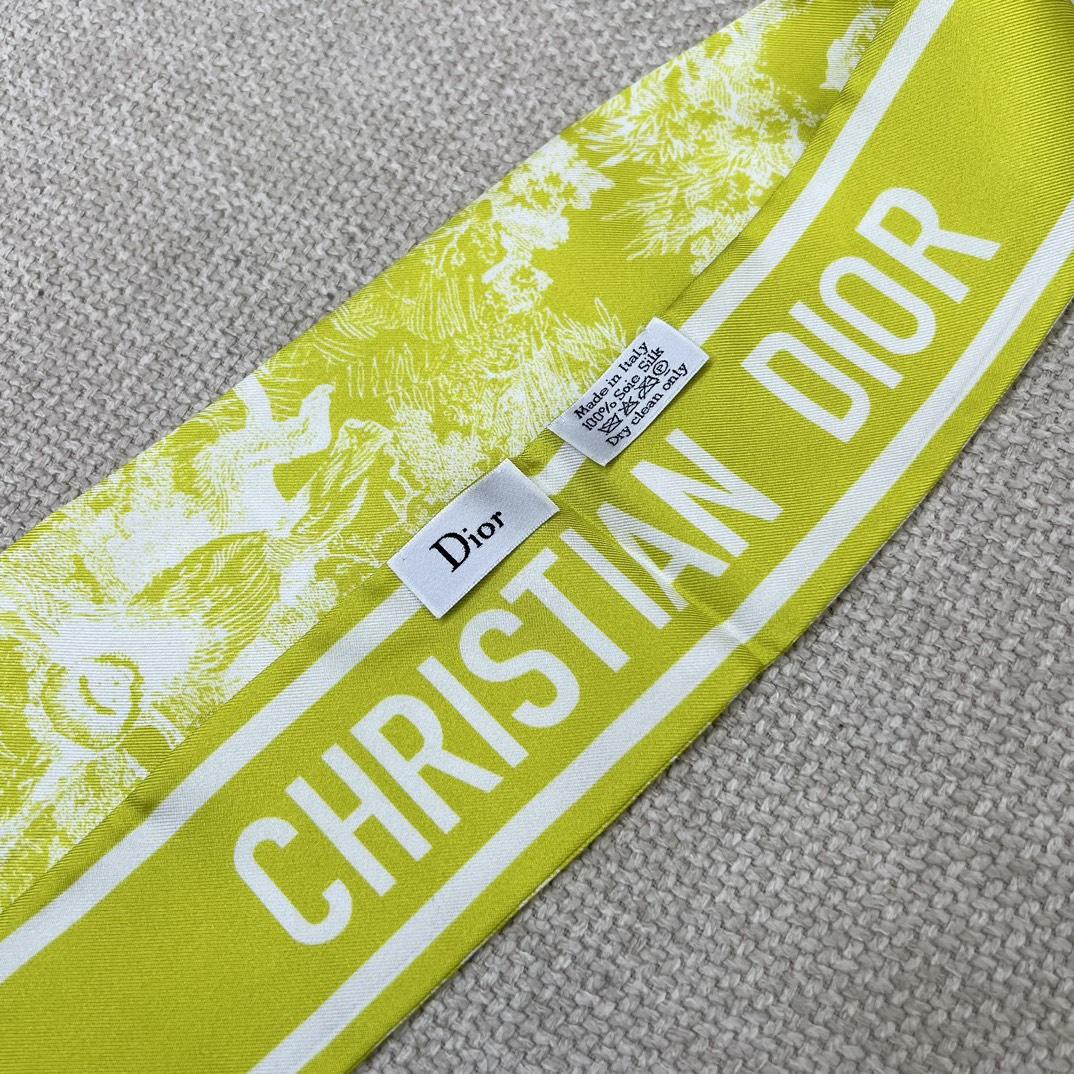 CHRISTIAN DIOR
Dior
Made in Italy
100% Soie Silk
Dry clean only